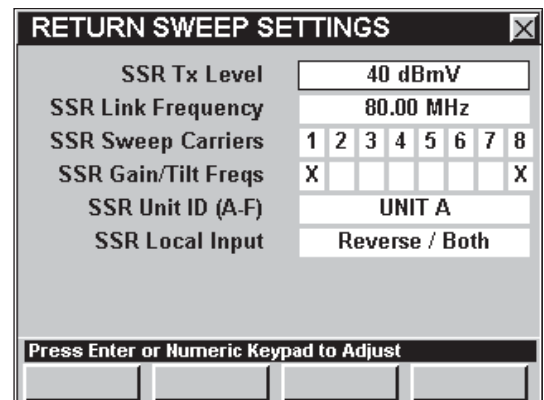 RETURN SWEEP SETTINGS X
SSR Tx Level 40 dBmV
SSR Link Frequency 80.00 MHz
SSR Sweep Carriers 1 2 3 4 5 6 7 8
SSR Gain/Tilt Freqs X X
SSR Unit ID (A-F) UNIT A
SSR Local Input Reverse / Both
Press Enter or Numeric Keypad to Adjust